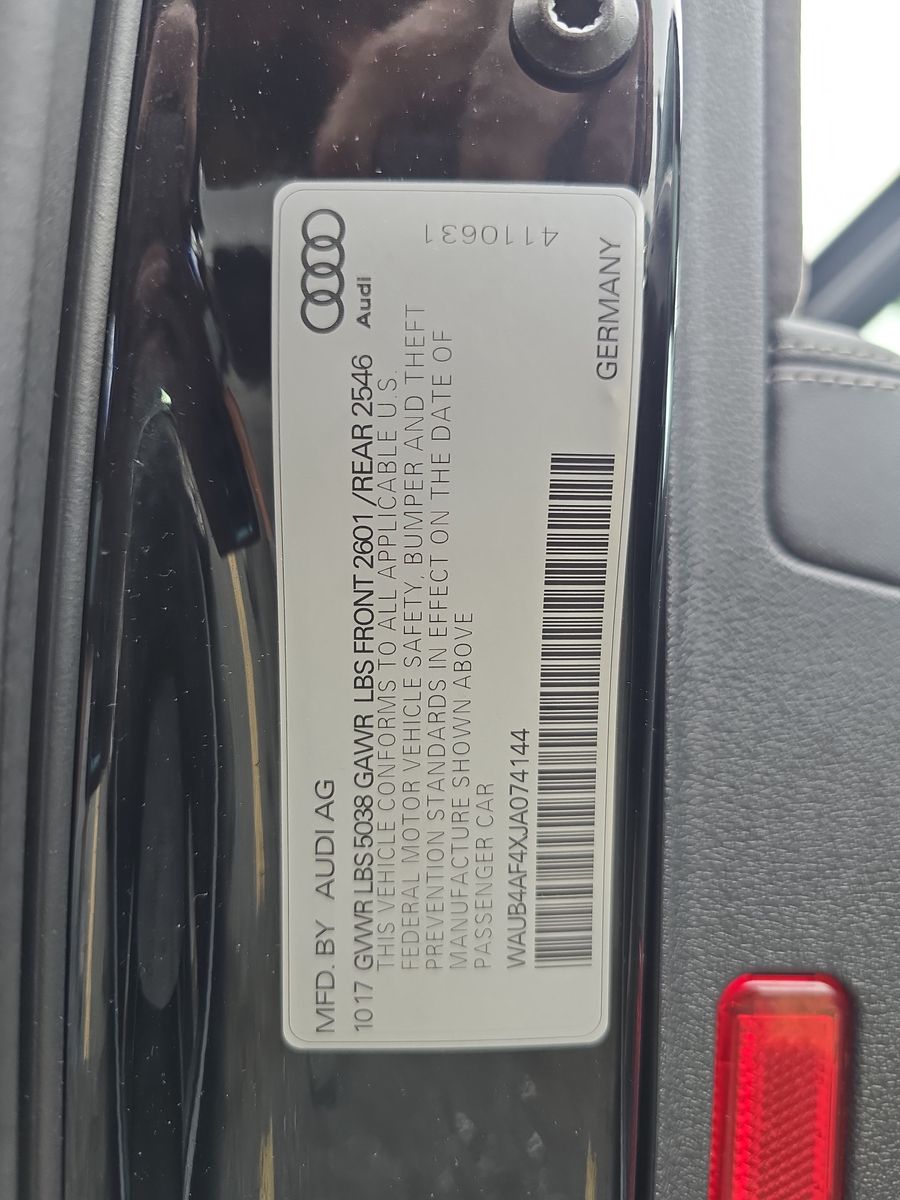 MFD. BY AUDI AG
Audi
1017 GVWR LBS 5038 GAWR LBS FRONT 2601 /REAR 2546
THIS VEHICLE CONFORMS TO ALL APPLICABLE U.S.
FEDERAL MOTOR VEHICLE SAFETY, BUMPER AND THEFT
PREVENTION STANDARDS IN EFFECT ON THE DATE OF
MANUFACTURE SHOWN ABOVE
PASSENGER CAR
4110631
WAUB4AF4XJA074144
GERMANY